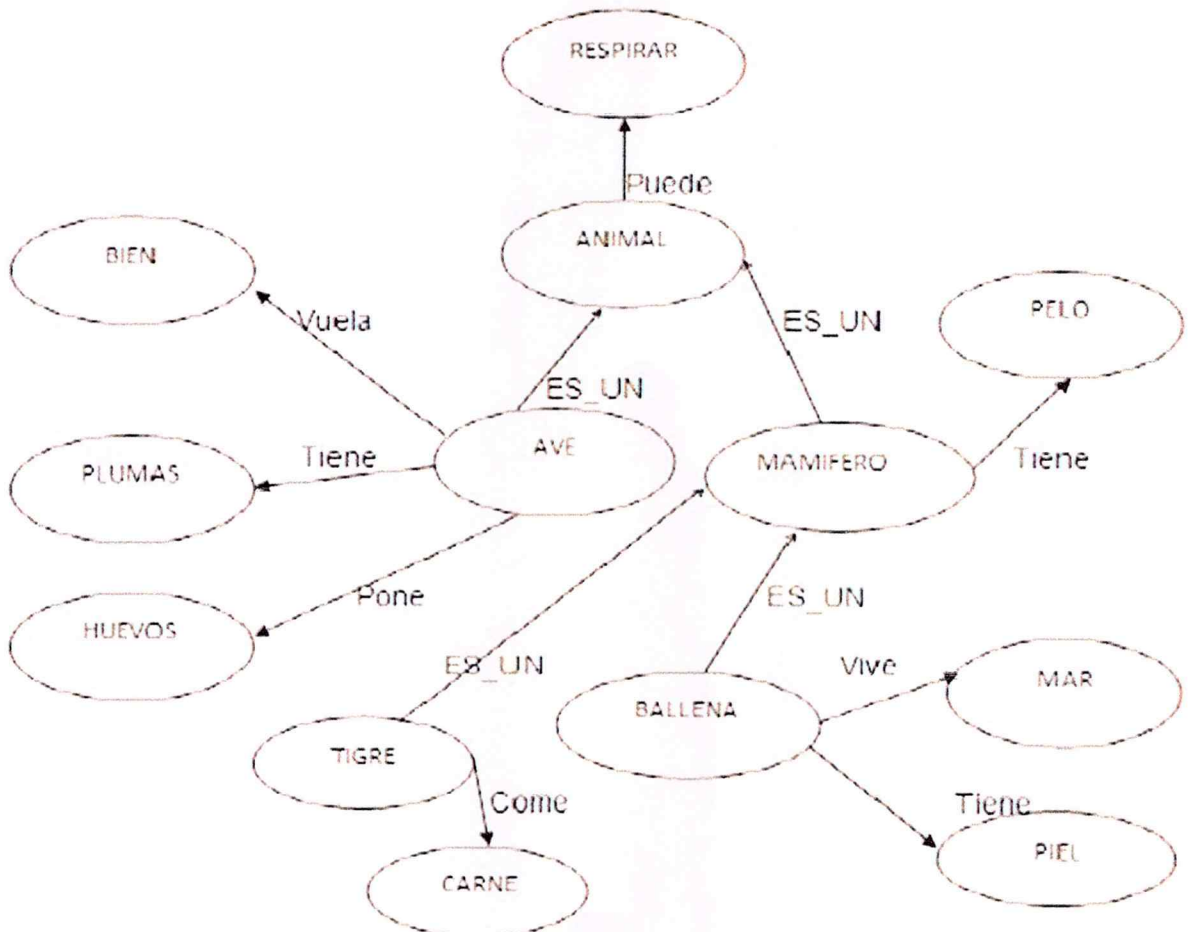 RESPIRAR
Puede
ANIMAL
BIEN
Vuela
ES_UN
PELO
ES_UN
AVE
MAMIFERO
Tiene
Tiene
PLUMAS
Pone
ES_UN
HUEVOS
ES_UN
Vive
MAR
BALLENA
TIGRE
Come
Tiene
PIEL
CARNE